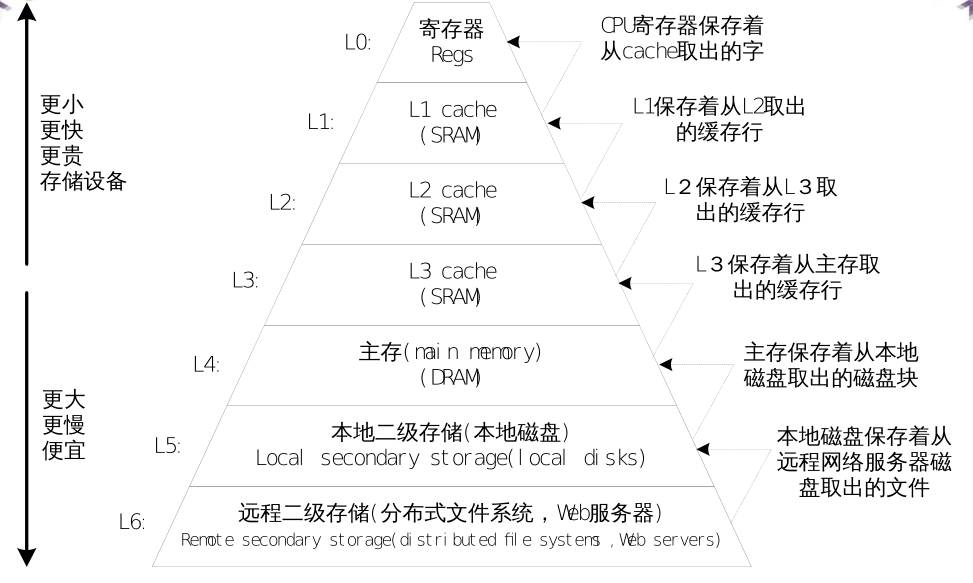 L0:
寄存器
Regs
CPU寄存器保存着
从cache取出的字
更小
更快
更贵
存储设备
L1:
L1 cache
(SRAM)
L1保存着从L2取出
的缓存行
L2:
L2 cache
(SRAM)
L2保存着从L3取
出的缓存行
L3:
L3 cache
(SRAM)
L3保存着从主存取
出的缓存行
L4:
主存(main memory)
(DRAM)
主存保存着从本地
磁盘取出的磁盘块
更大
更慢
便宜
L5:
本地二级存储(本地磁盘)
Local secondary storage(local disks)
本地磁盘保存着从
远程网络服务器磁
盘取出的文件
L6:
远程二级存储(分布式文件系统，Web服务器)
Remote secondary storage(distributed file systems ,Web servers)